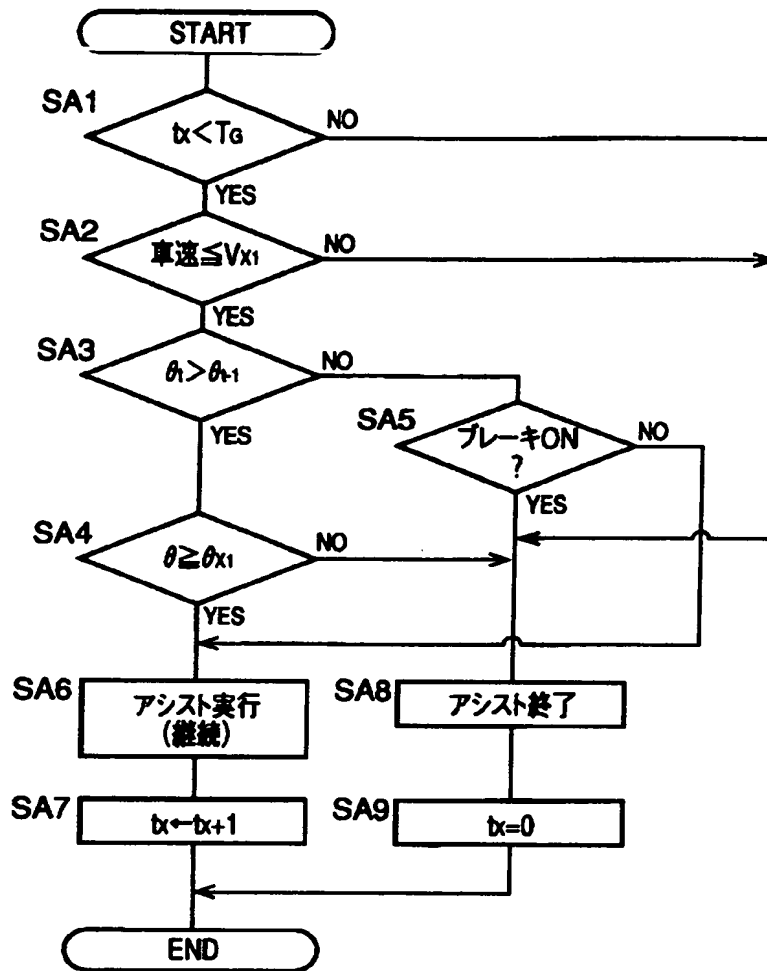 START
SA1
tx<TG
NO
YES
SA2
車速≦VX1
NO
YES
SA3
θt>θt-1
NO
YES
SA5
ブレーキON
?
NO
YES
SA4
θ≧θX1
NO
YES
SA6
アシスト実行
(継続)
SA8
アシスト終了
SA7
tx←tx+1
SA9
tx=0
END